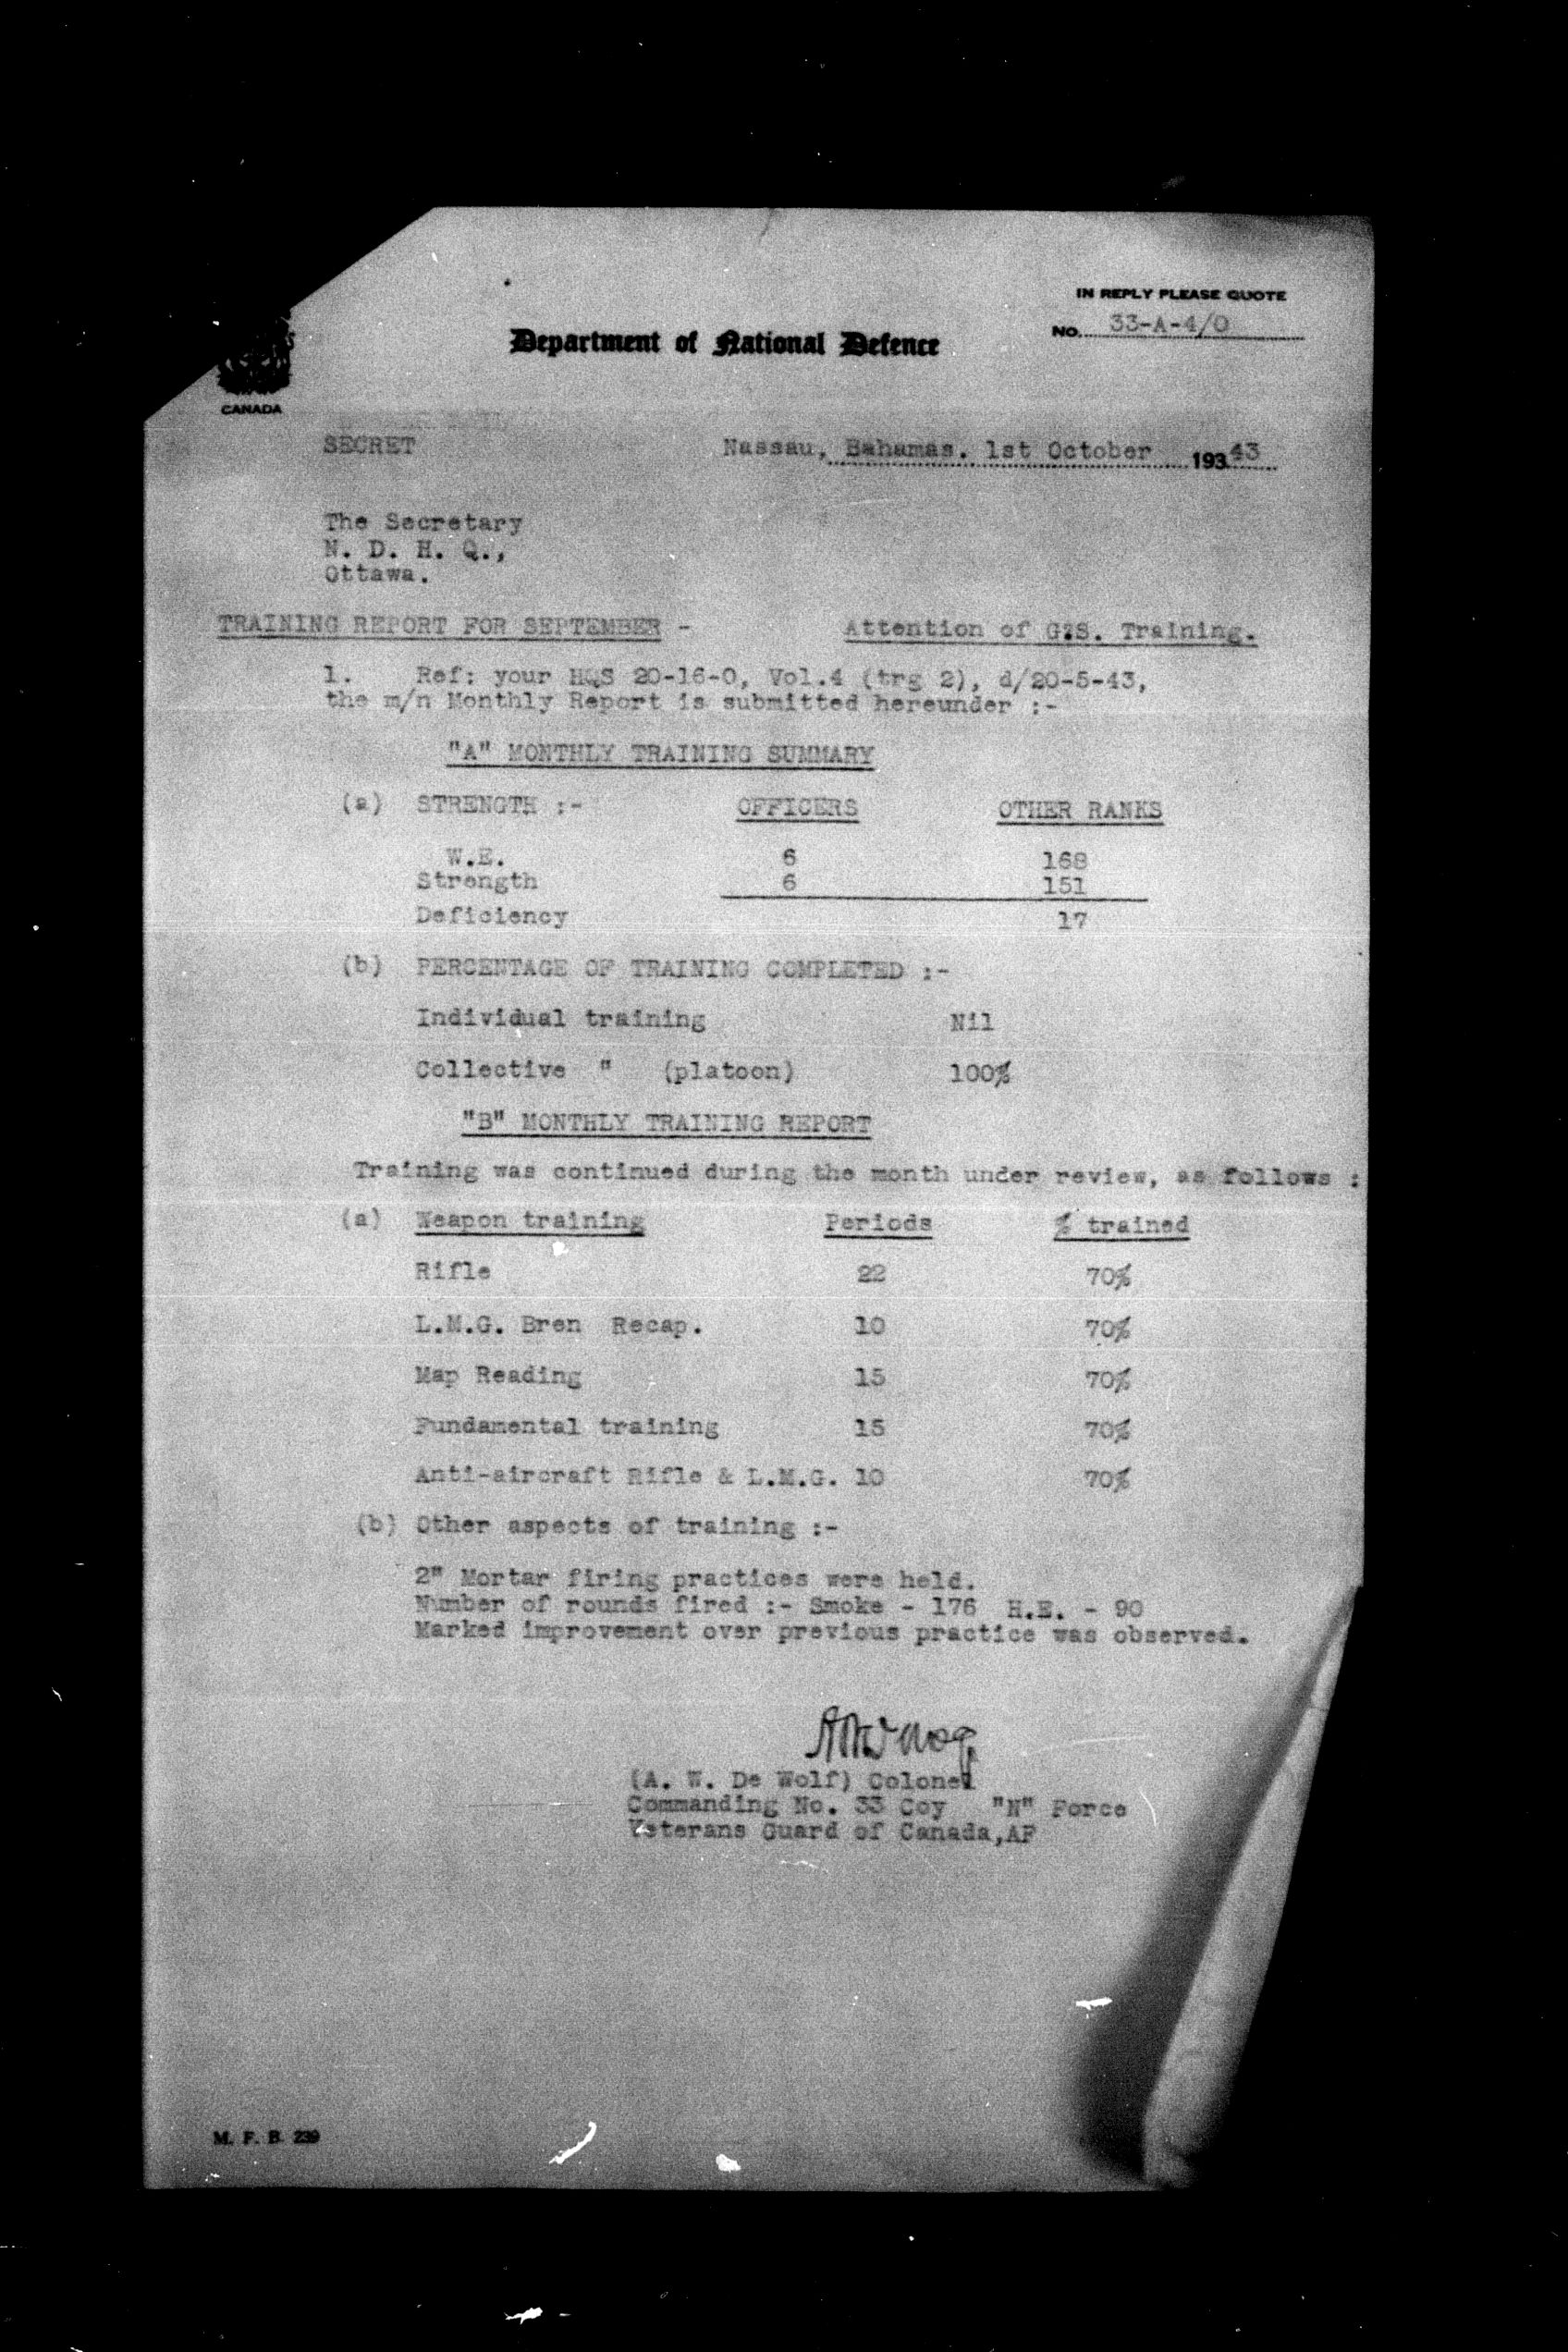 IN REPLY PLEASE QUOTE
No. 33-A-4/0
Department of National Defence
CANADA
SECRET Nassau, Bahamas. 1st October 193 43
The Secretary
N. D. H. Q.,
Ottawa.
TRAINING REPORT FOR SEPTEMBER - Attention of G.S. Training.
1. Ref: your HQS 20-16-0, Vol.4 (trg 2), d/20-5-43,
the m/n Monthly Report is submitted hereunder :-
"A" MONTHLY TRAINING SUMMARY
(a) STRENGTH :- OFFICERS OTHER RANKS
W.E. 6 168
Strength 6 151
Deficiency 17
(b) PERCENTAGE OF TRAINING COMPLETED :-
Individual training Nil
Collective " (platoon) 100%
"B" MONTHLY TRAINING REPORT
Training was continued during the month under review, as follows :
(a) Weapon training Periods % trained
Rifle 22 70%
L.M.G. Bren Recap. 10 70%
Map Reading 15 70%
Fundamental training 15 70%
Anti-aircraft Rifle & L.M.G. 10 70%
(b) Other aspects of training :-
2" Mortar firing practices were held.
Number of rounds fired :- Smoke - 176 H.E. - 90
Marked improvement over previous practice was observed.
(A. W. De Wolf) Colonel
Commanding No. 33 Coy "N" Force
Veterans Guard of Canada,AF
M. F. B. 239